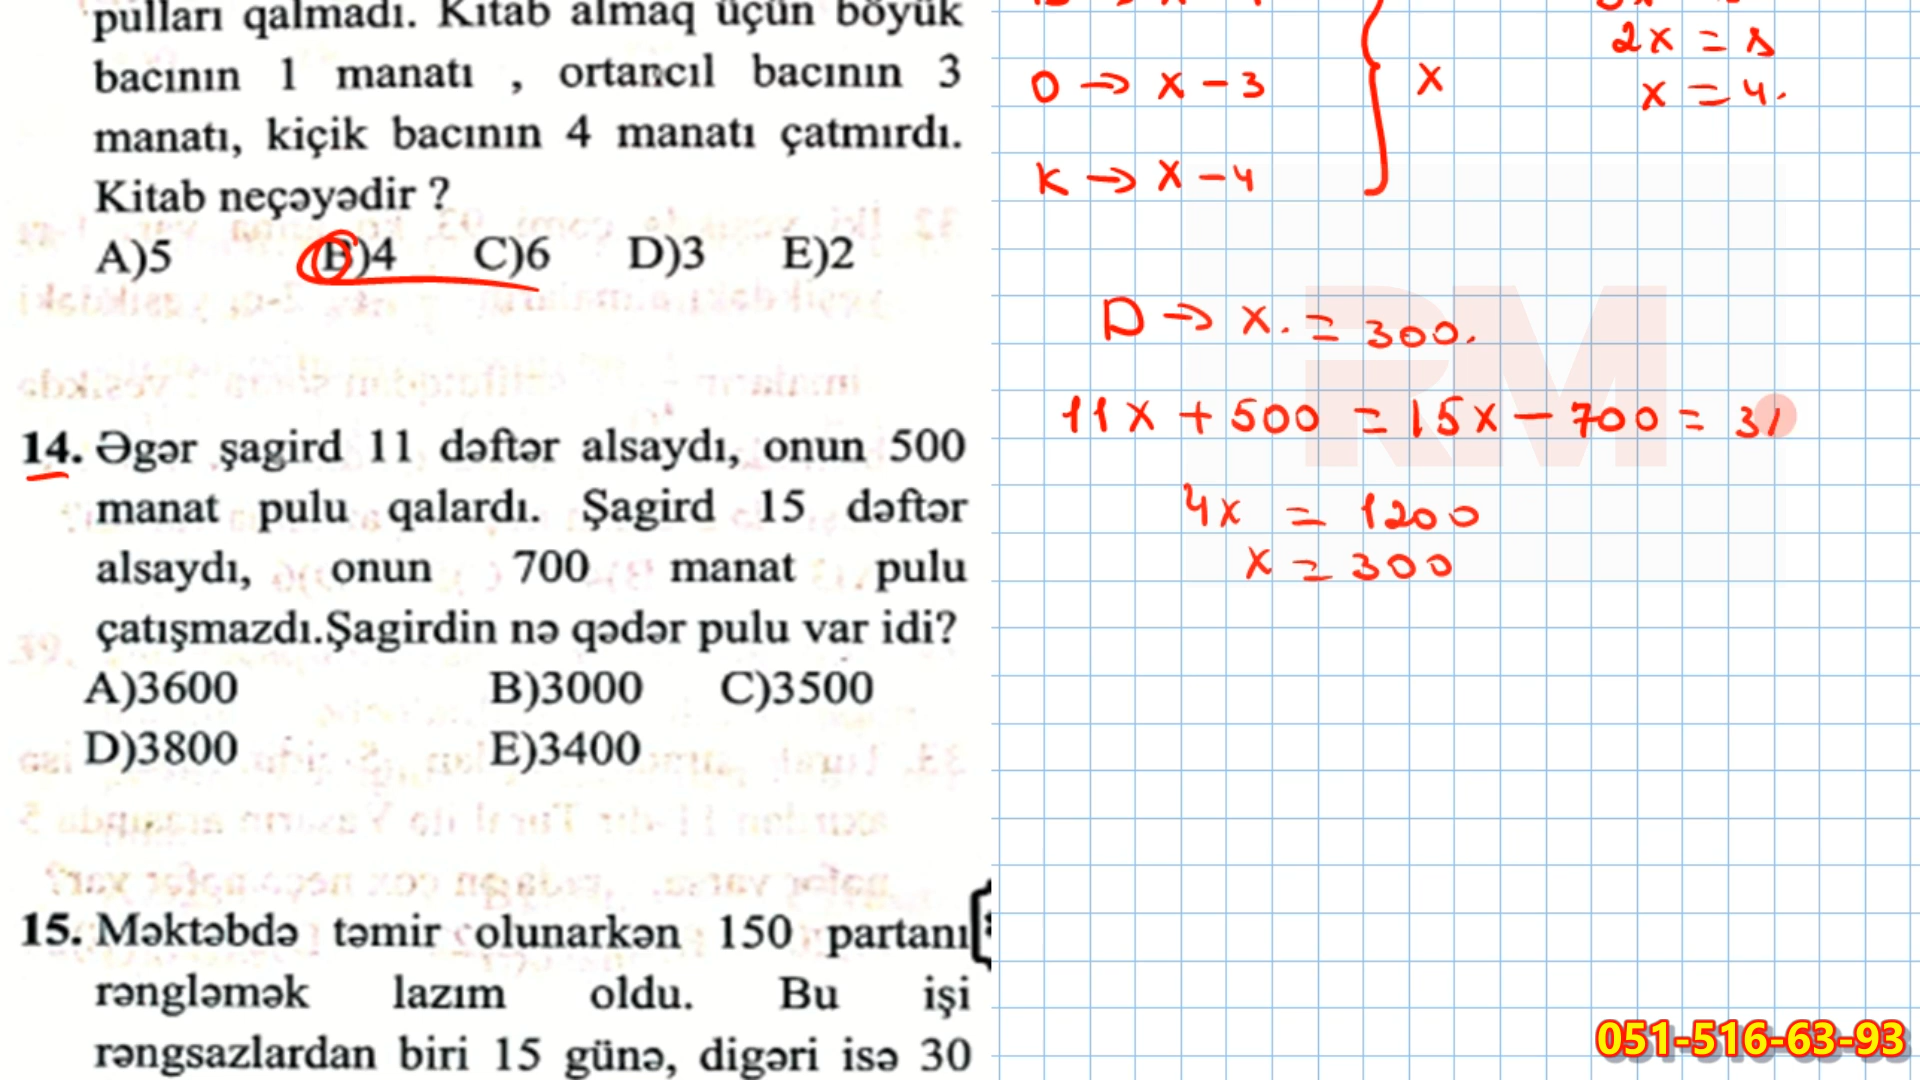 pulları qalmadı. Kitab almaq üçün böyük
bacının 1 manatı , ortancıl bacının 3
manatı, kiçik bacının 4 manatı çatmırdı.
Kitab neçəyədir ?
A)5 B)4 C)6 D)3 E)2
14. Əgər şagird 11 dəftər alsaydı, onun 500
manat pulu qalardı. Şagird 15 dəftər
alsaydı, onun 700 manat pulu
çatışmazdı.Şagirdin nə qədər pulu var idi?
A)3600 B)3000 C)3500
D)3800 E)3400
15. Məktəbdə təmir olunarkən 150 partanı
rəngləmək lazım oldu. Bu işi
rəngsazlardan biri 15 günə, digəri isə 30
2x = 8
O → x - 3
x
x = 4.
K → x - 4
D → x. = 300.
11x + 500 = 15x - 700 = 3
4x = 1200
x = 300
RM
051-516-63-93